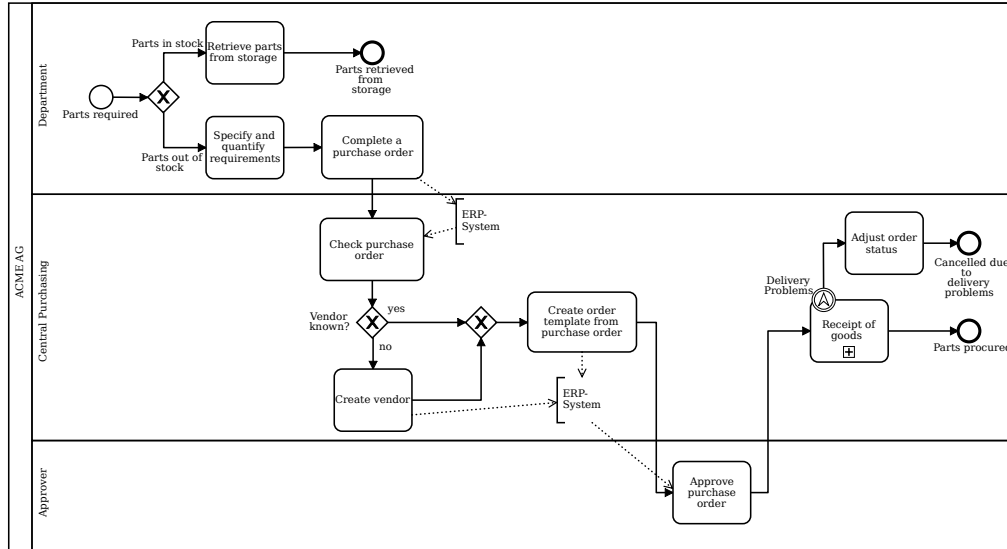 ACME AG
Department
Parts required
Parts in stock
Retrieve parts
from storage
Parts retrieved
from
storage
Parts out of
stock
Specify and
quantify
requirements
Complete a
purchase order
Central Purchasing
ERP-
System
Check purchase
order
Vendor
known?
yes
no
Create vendor
Create order
template from
purchase order
ERP-
System
Delivery
Problems
Adjust order
status
Cancelled due
to
delivery
problems
Receipt of
goods
Parts procured
Approver
Approve
purchase
order